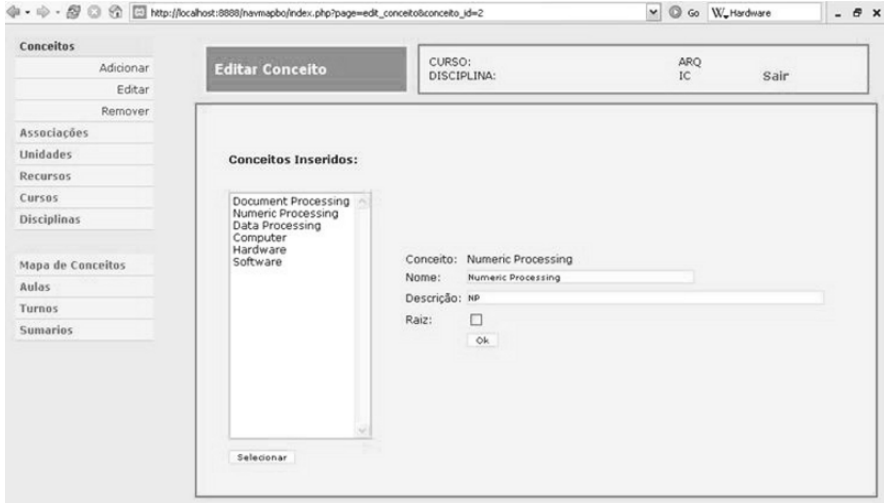 http://localhost:8888/navmapbo/index.php?page=edit_conceito&conceito_id=2
Go
W Hardware
Conceitos
Adicionar
Editar
Remover
Associações
Unidades
Recursos
Cursos
Disciplinas
Mapa de Conceitos
Aulas
Turnos
Sumarios
Editar Conceito
CURSO: ARQ
DISCIPLINA: IC Sair
Conceitos Inseridos:
Document Processing
Numeric Processing
Data Processing
Computer
Hardware
Software
Selecionar
Conceito: Numeric Processing
Nome: Numeric Processing
Descrição: NP
Raiz:
Ok